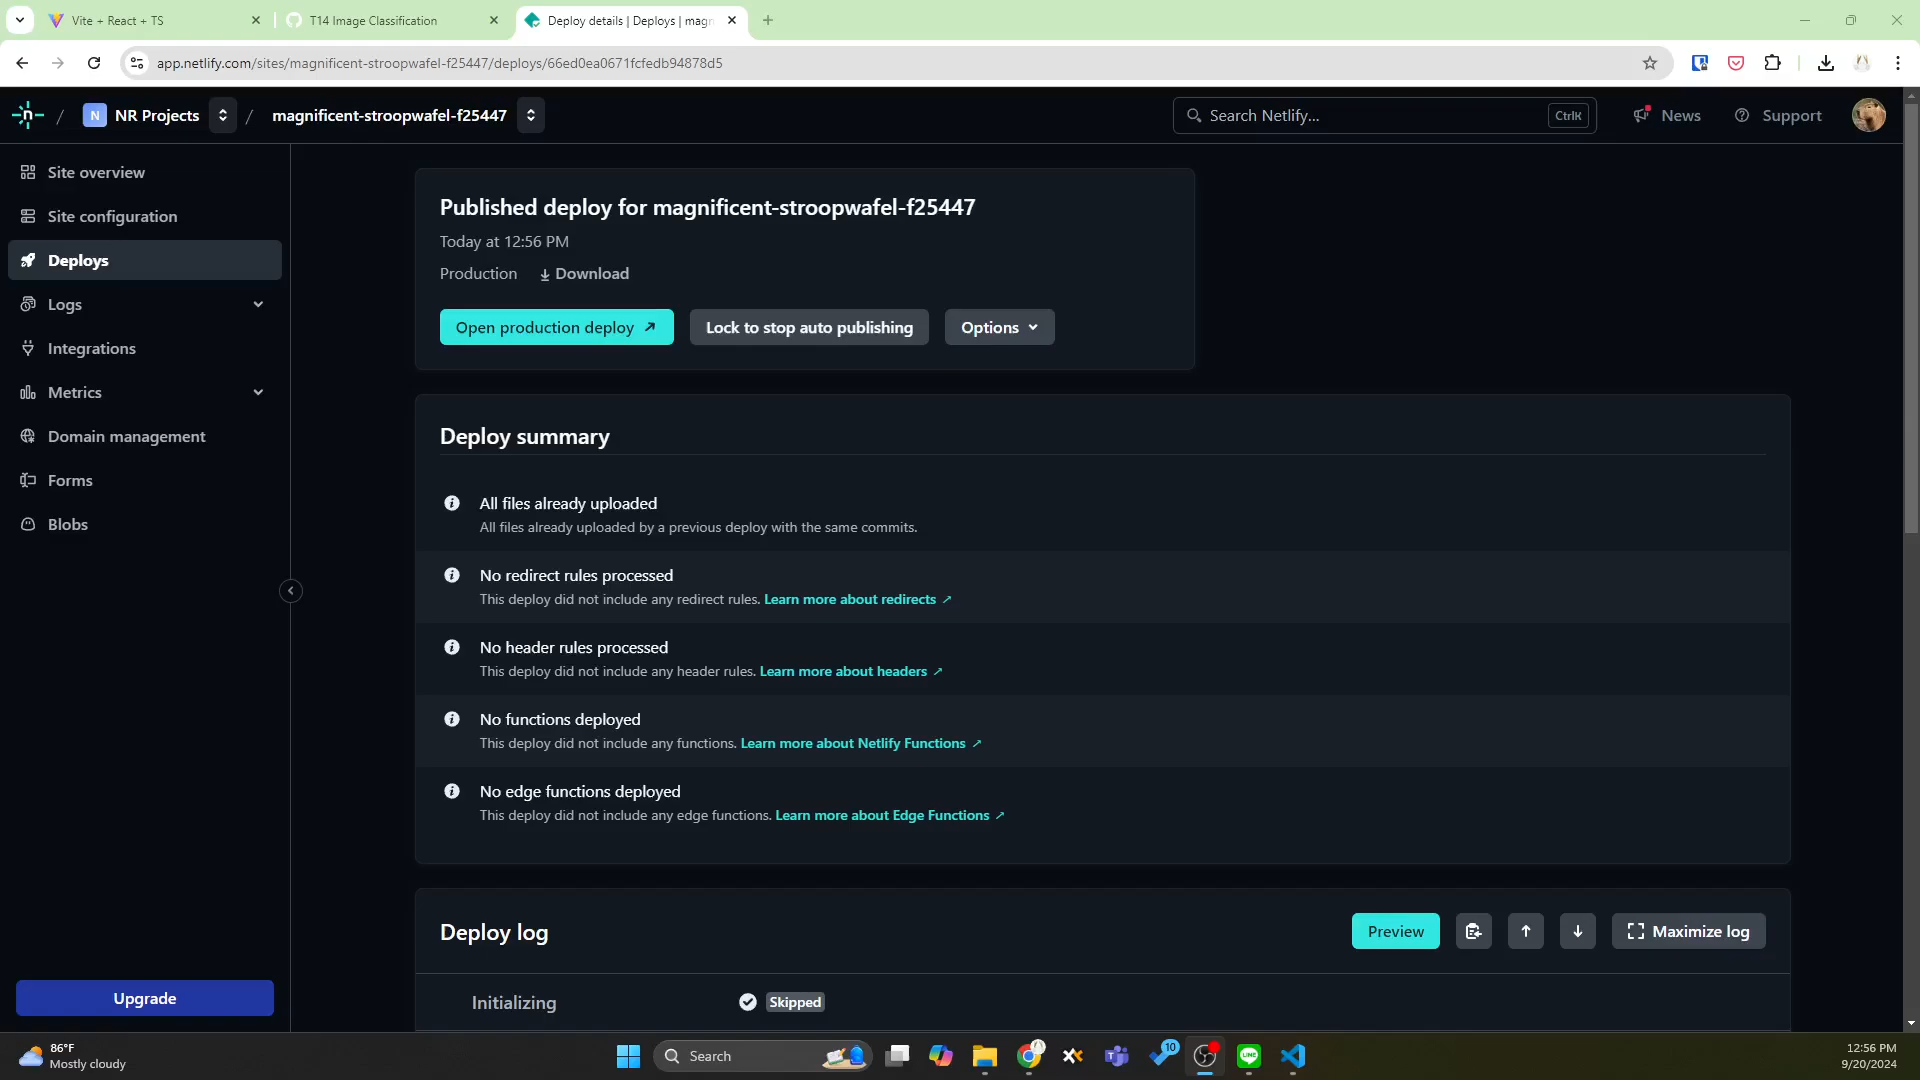 Vite + React + TS
T14 Image Classification
Deploy details | Deploys | magn
app.netlify.com/sites/magnificent-stroopwafel-f25447/deploys/66ed0ea0671fcfedb94878d5
n / N NR Projects / magnificent-stroopwafel-f25447
Search Netlify... CtrlK
News
Support
Site overview
Site configuration
Deploys
Logs
Integrations
Metrics
Domain management
Forms
Blobs
Upgrade
Published deploy for magnificent-stroopwafel-f25447
Today at 12:56 PM
Production Download
Open production deploy Lock to stop auto publishing Options
Deploy summary
All files already uploaded
All files already uploaded by a previous deploy with the same commits.
No redirect rules processed
This deploy did not include any redirect rules. Learn more about redirects
No header rules processed
This deploy did not include any header rules. Learn more about headers
No functions deployed
This deploy did not include any functions. Learn more about Netlify Functions
No edge functions deployed
This deploy did not include any edge functions. Learn more about Edge Functions
Deploy log
Preview
Maximize log
Initializing Skipped
86°F
Mostly cloudy
Search
10
LINE
12:56 PM
9/20/2024